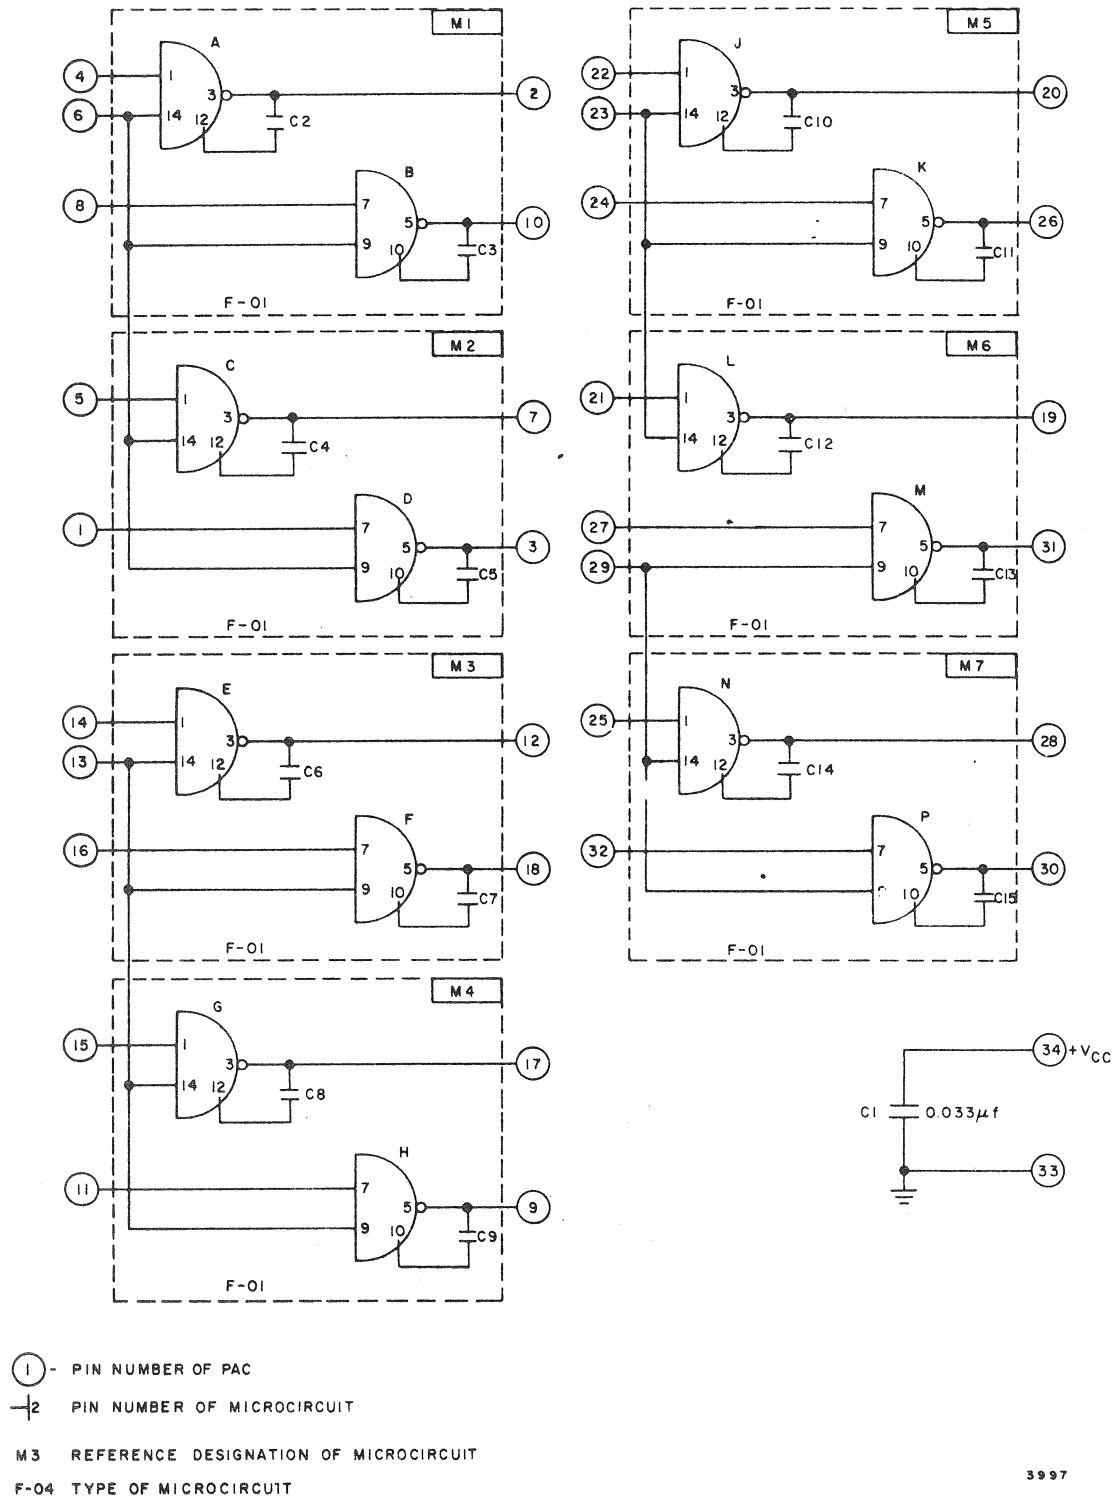 M1
A
4
1
3
2
6
14
12
C2
B
8
7
5
10
9
10
C3
F-01
M2
C
5
1
3
7
14
12
C4
D
1
7
5
3
9
10
C5
F-01
M3
E
14
1
3
12
13
14
12
C6
F
16
7
5
18
9
10
C7
F-01
M4
G
15
1
3
17
14
12
C8
H
11
7
5
9
9
10
C9
F-01
M5
J
22
1
3
20
23
14
12
C10
K
24
7
5
26
9
10
C11
F-01
M6
L
21
1
3
19
14
12
C12
M
27
7
5
31
29
9
10
C13
F-01
M7
N
25
1
3
28
14
12
C14
P
32
7
5
30
10
C15
F-01
34 +VCC
C1 0.033μf
33
1 - PIN NUMBER OF PAC
2 PIN NUMBER OF MICROCIRCUIT
M3 REFERENCE DESIGNATION OF MICROCIRCUIT
F-04 TYPE OF MICROCIRCUIT
3997